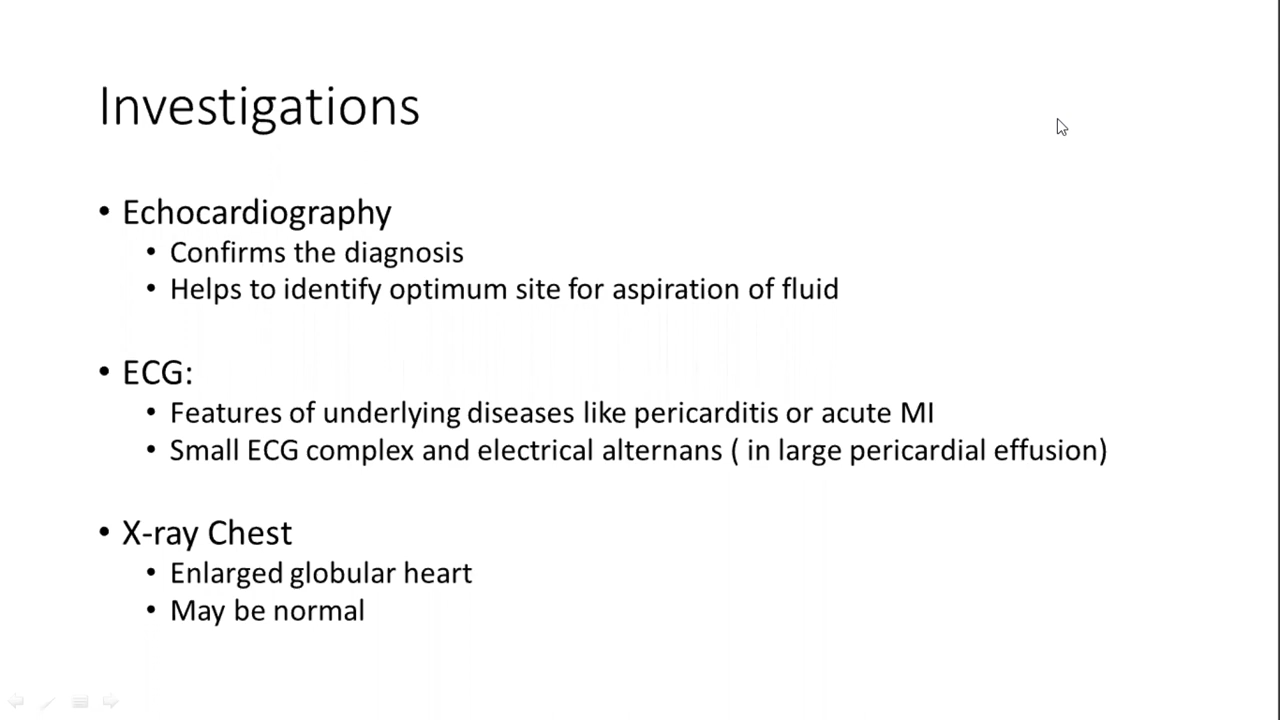 Investigations
• Echocardiography
• Confirms the diagnosis
• Helps to identify optimum site for aspiration of fluid
• ECG:
• Features of underlying diseases like pericarditis or acute MI
• Small ECG complex and electrical alternans ( in large pericardial effusion)
• X-ray Chest
• Enlarged globular heart
• May be normal